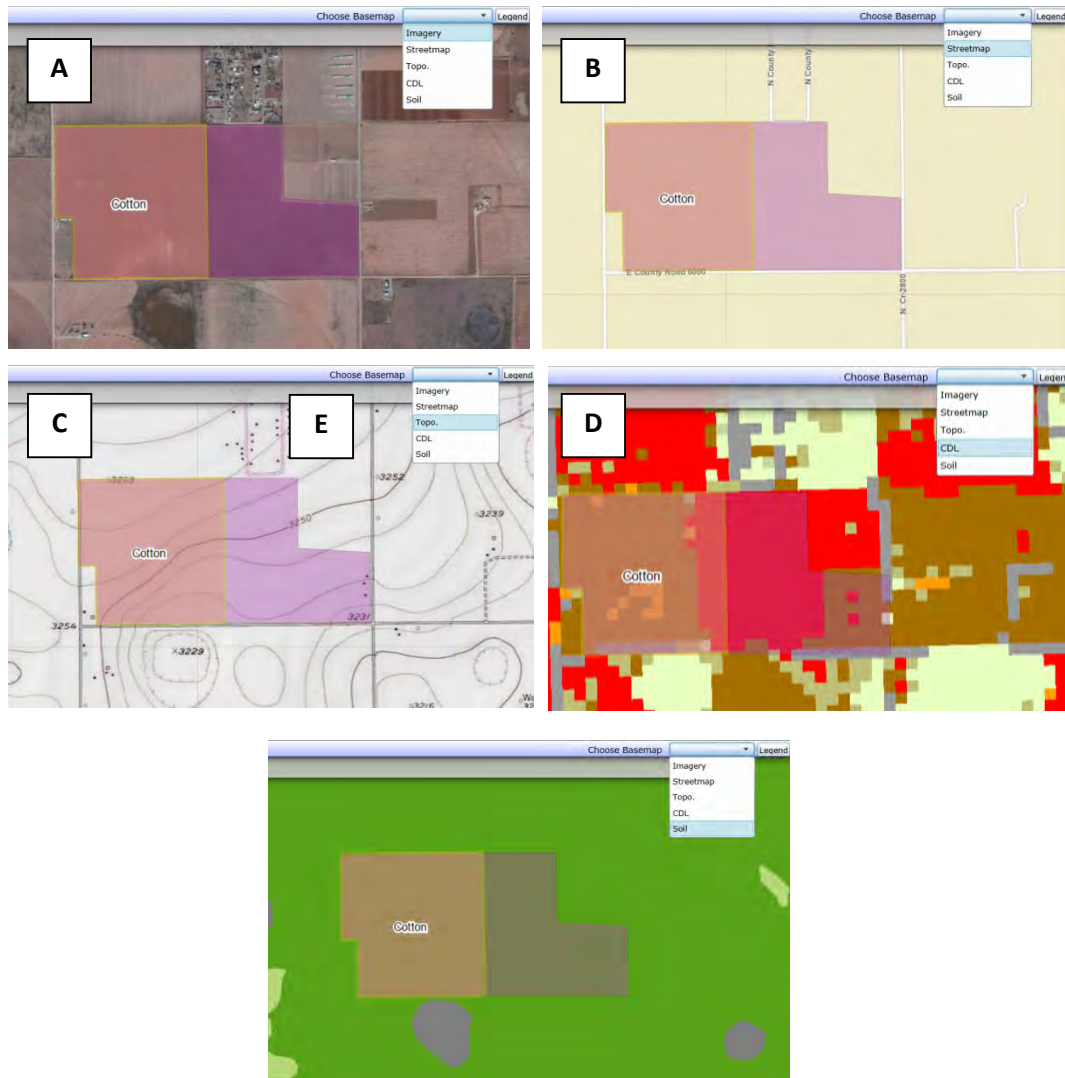 Choose Basemap Legend
Imagery
Streetmap
Topo.
CDL
Soil
A
Cotton
Choose Basemap Legend
Imagery
Streetmap
Topo.
CDL
Soil
B
N County
N County
Cotton
E County Road 6000
N. Cr-2800
Choose Basemap Legend
Imagery
Streetmap
Topo.
CDL
Soil
C
E
3252
3250
3239
Cotton
3254
3229
Choose Basemap Legen
Imagery
Streetmap
Topo.
CDL
Soil
D
Cotton
Choose Basemap Legend
Imagery
Streetmap
Topo.
CDL
Soil
Cotton